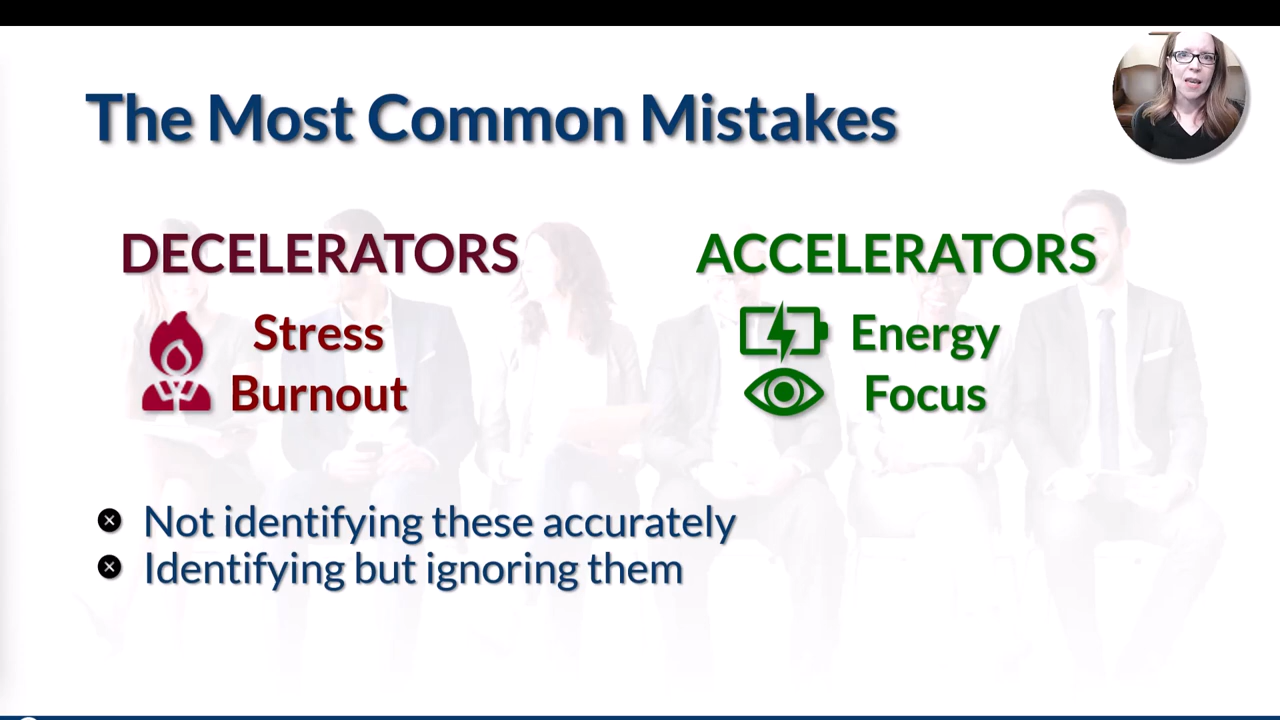 The Most Common Mistakes
DECELERATORS
Stress
Burnout
ACCELERATORS
Energy
Focus
Not identifying these accurately
Identifying but ignoring them